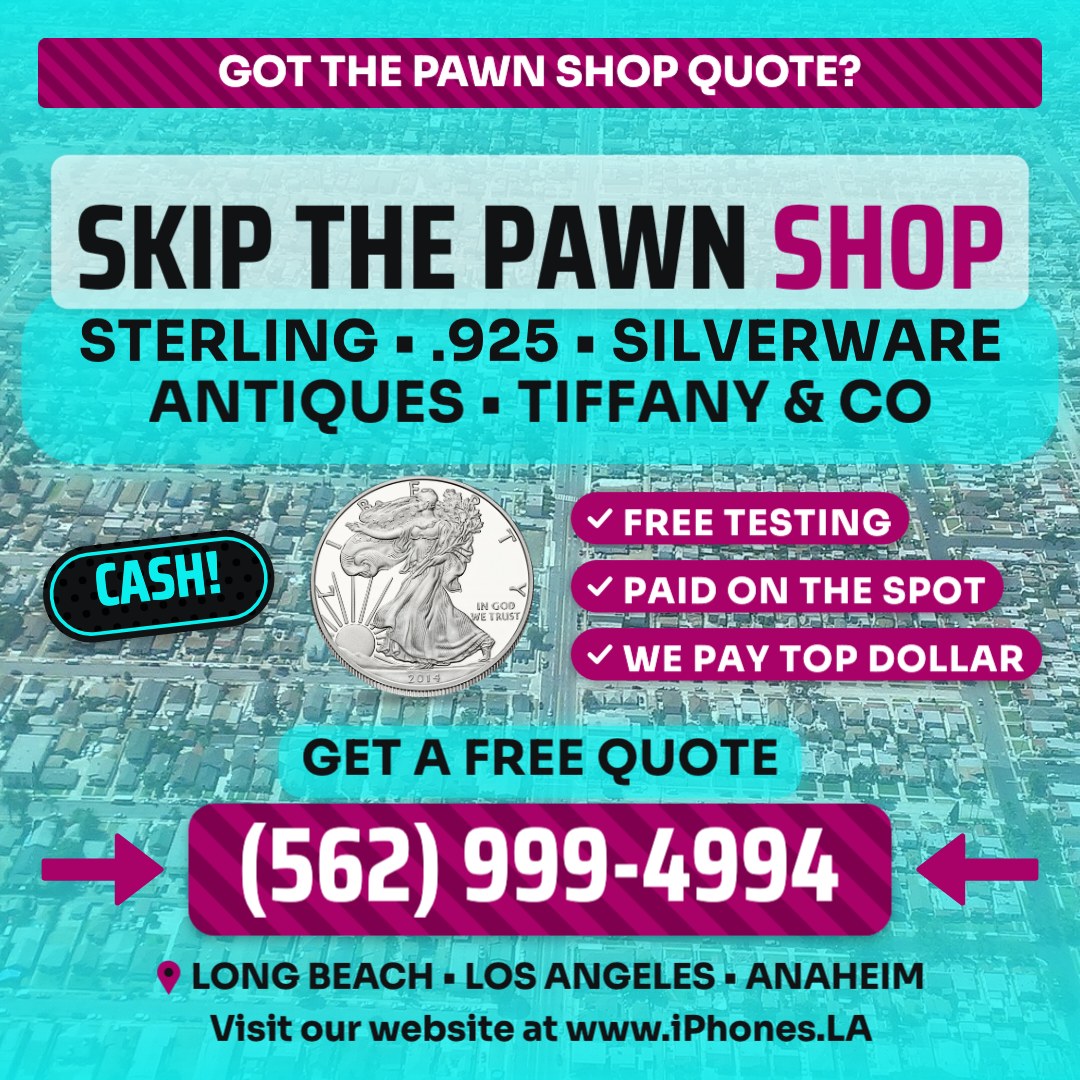 GOT THE PAWN SHOP QUOTE?
SKIP THE PAWN SHOP
STERLING ▪ .925 ▪ SILVERWARE
ANTIQUES ▪ TIFFANY & CO
CASH!
LIBERTY
IN GOD
WE TRUST
2014
✓ FREE TESTING
✓ PAID ON THE SPOT
✓ WE PAY TOP DOLLAR
GET A FREE QUOTE
(562) 999-4994
LONG BEACH ▪ LOS ANGELES ▪ ANAHEIM
Visit our website at www.iPhones.LA